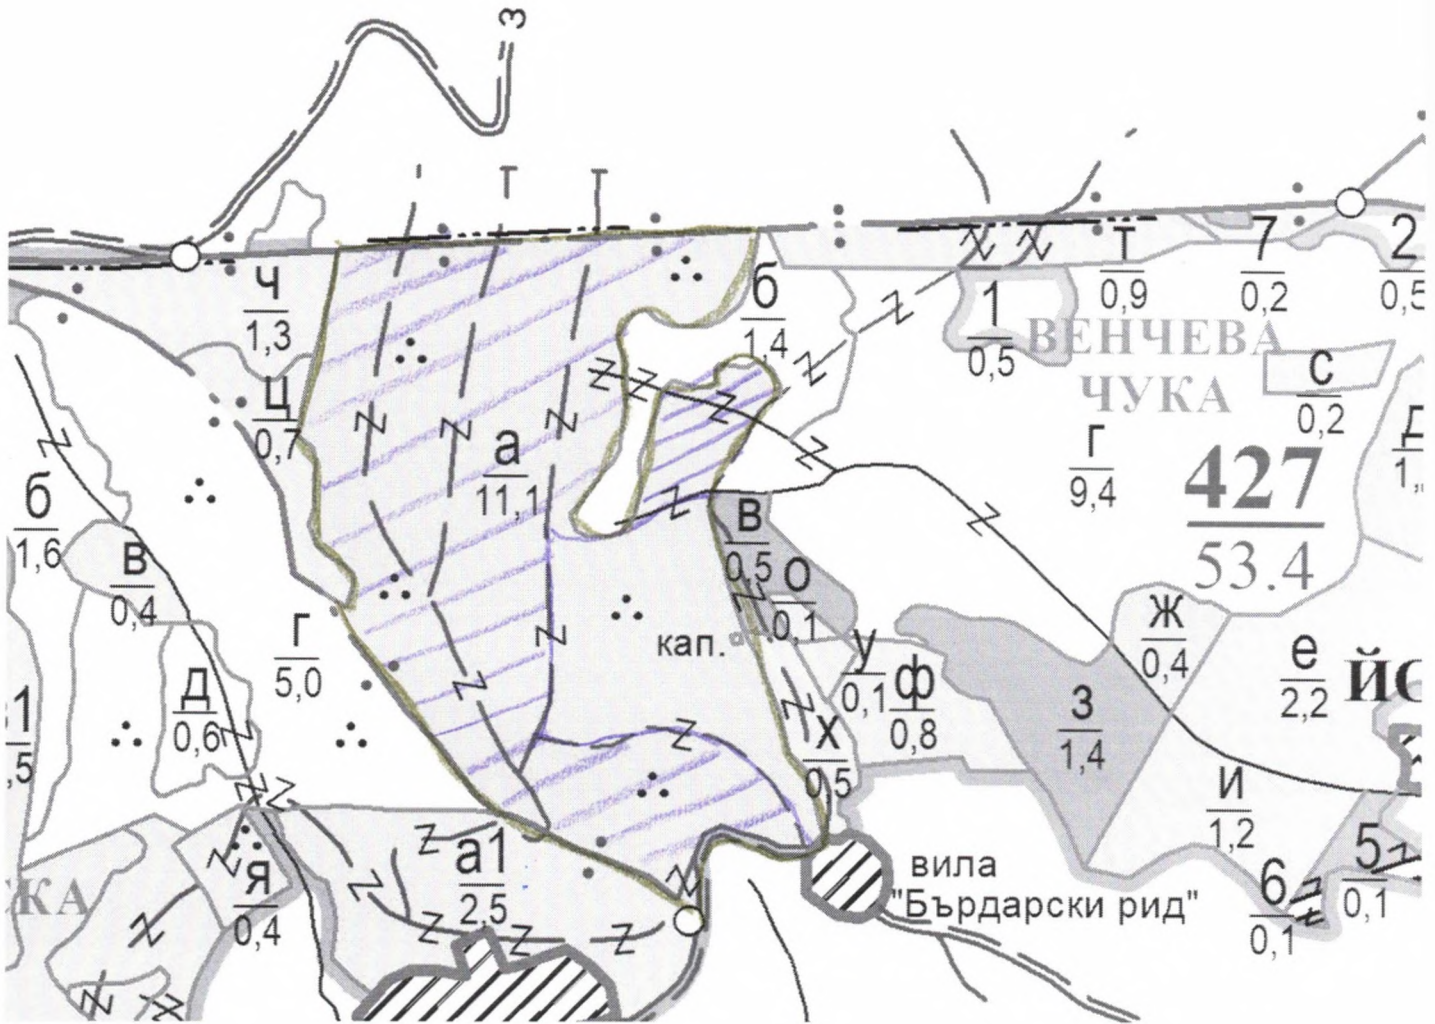 З
Т Т
ч
1,3
б
1,4
1
0,5
т
0,9
7
0,2
2
0,5
ВЕНЧЕВА
ЧУКА
с
0,2
ц
0,7
а
11,1
г
9,4
427
53.4
б
1,6
в
0,4
в
0,5
о
0,1
ж
0,4
г
5,0
кап.
у
0,1
ф
0,8
з
1,4
е
2,2
д
0,6
х
0,5
и
1,2
а1
2,5
я
0,4
вила
"Бърдарски рид"
6
0,1
5
0,1